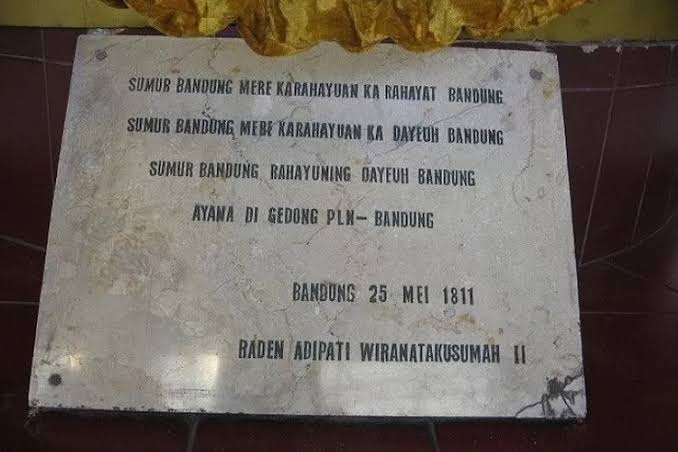 SUMUR BANDUNG MERE KARAHAYUAN KA RAHAYAT BANDUNG
SUMUR BANDUNG MERE KARAHAYUAN KA DAYEUH BANDUNG
SUMUR BANDUNG RAHAYUNING DAYEUH BANDUNG
AYANA DI GEDONG PLN- BANDUNG
BANDUNG 25 MEI 1811
RADEN ADIPATI WIRANATAKUSUMAH II